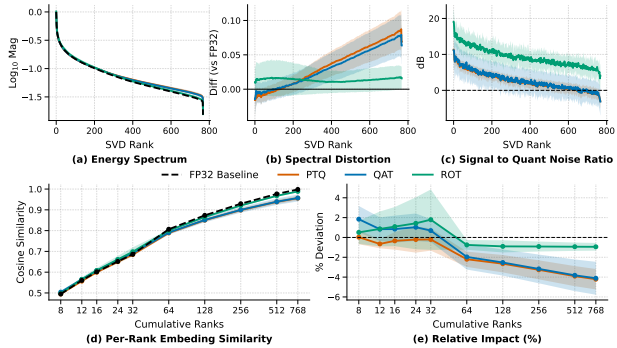 0.0
−0.5
−1.0
−1.5
Log10 Mag
0 200 400 600 800
SVD Rank
(a) Energy Spectrum
0.10
0.05
0.00
Diff (vs FP32)
0 200 400 600 800
SVD Rank
(b) Spectral Distortion
20
10
0
dB
0 200 400 600 800
SVD Rank
(c) Signal to Quant Noise Ratio
FP32 Baseline PTQ QAT ROT
1.0
0.9
0.8
0.7
0.6
0.5
Cosine Similarity
8 12 16 24 32 64 128 256 512 768
Cumulative Ranks
(d) Per-Rank Embeding Similarity
4
2
0
−2
−4
−6
% Deviation
8 12 16 24 32 64 128 256 512 768
Cumulative Ranks
(e) Relative Impact (%)